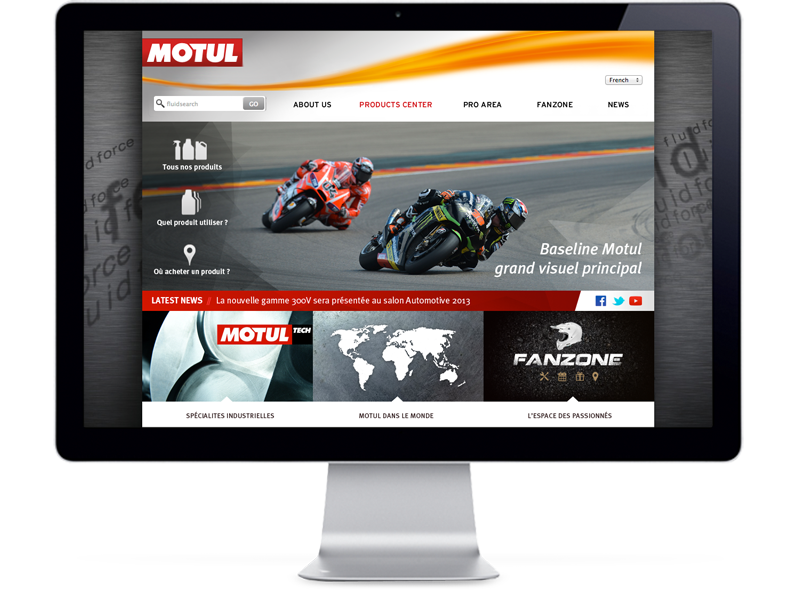 MOTUL
French
fluidsearch
GO
ABOUT US
PRODUCTS CENTER
PRO AREA
FANZONE
NEWS
Tous nos produits
Quel produit utiliser ?
Où acheter un produit ?
Baseline Motul
grand visuel principal
LATEST NEWS // La nouvelle gamme 300V sera présentée au salon Automotive 2013
MOTUL TECH
FANZONE
SPÉCIALITES INDUSTRIELLES
MOTUL DANS LE MONDE
L'ESPACE DES PASSIONNÉS